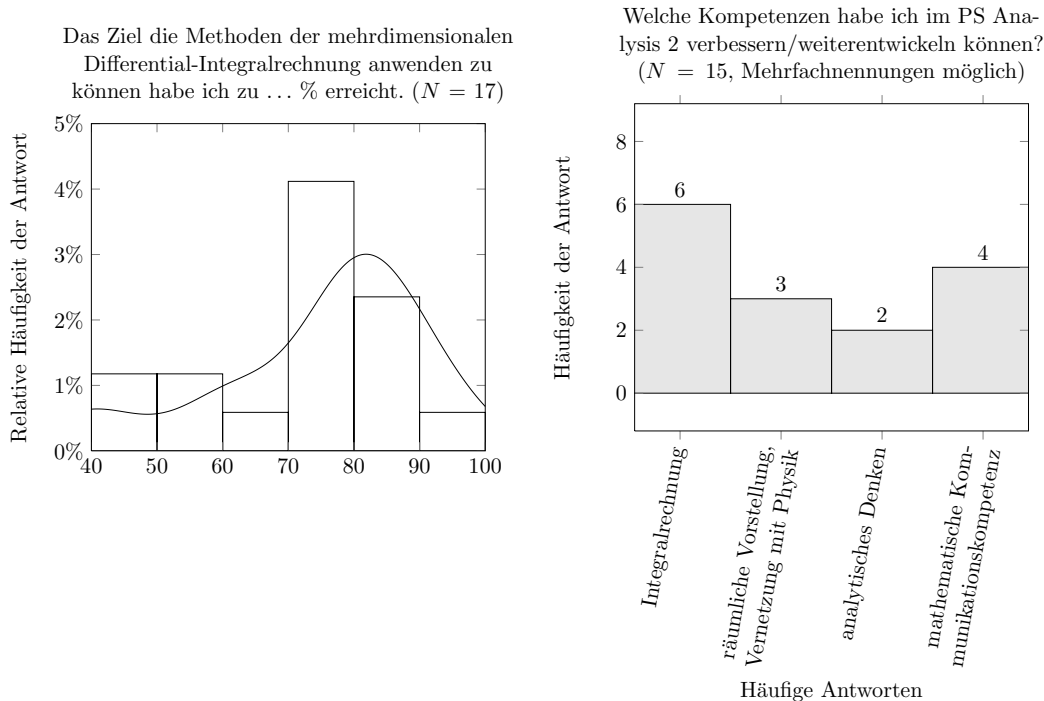 Das Ziel die Methoden der mehrdimensionalen
Differential-Integralrechnung anwenden zu
können habe ich zu … % erreicht. (N = 17)
Relative Häufigkeit der Antwort
5%
4%
3%
2%
1%
0%
40 50 60 70 80 90 100
Welche Kompetenzen habe ich im PS Ana-
lysis 2 verbessern/weiterentwickeln können?
(N = 15, Mehrfachnennungen möglich)
Häufigkeit der Antwort
8
6
4
2
0
6
3
2
4
Integralrechnung
räumliche Vorstellung,
Vernetzung mit Physik
analytisches Denken
mathematische Kom-
munikationskompetenz
Häufige Antworten